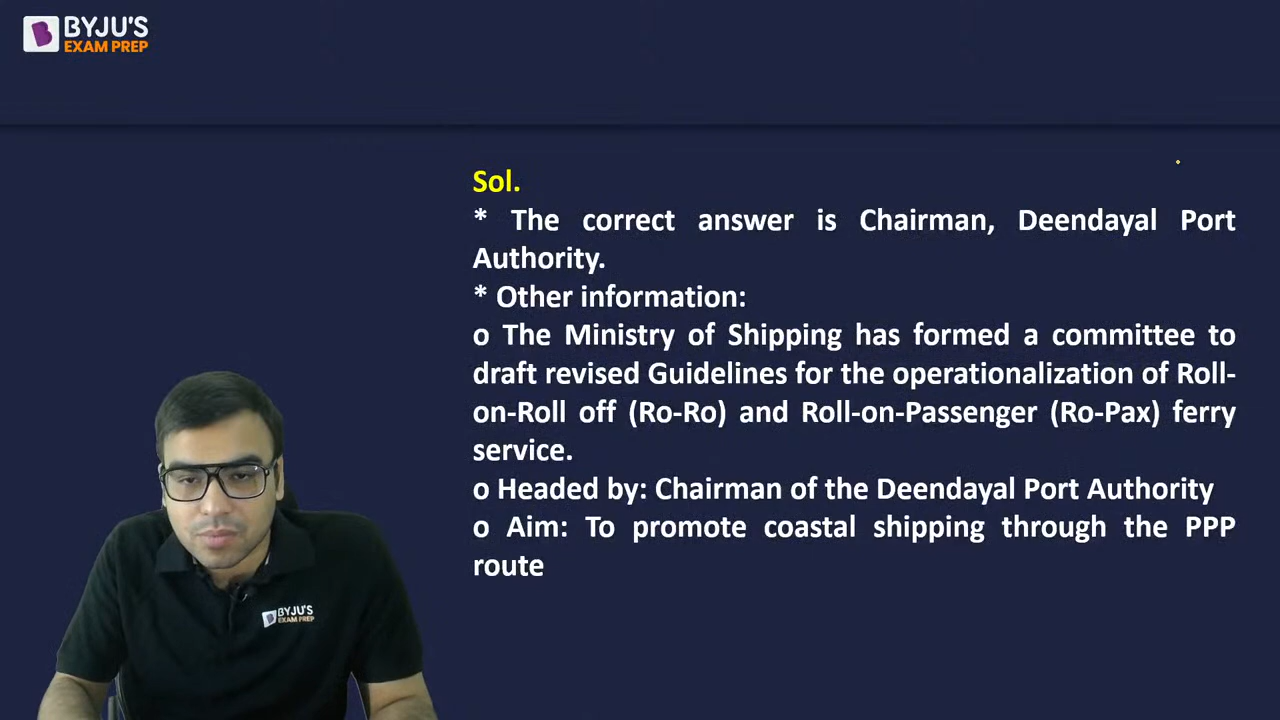 BYJU'S
EXAM PREP
Sol.
* The correct answer is Chairman, Deendayal Port
Authority.
* Other information:
o The Ministry of Shipping has formed a committee to
draft revised Guidelines for the operationalization of Roll-
on-Roll off (Ro-Ro) and Roll-on-Passenger (Ro-Pax) ferry
service.
o Headed by: Chairman of the Deendayal Port Authority
o Aim: To promote coastal shipping through the PPP
route
BYJU'S
EXAM PREP